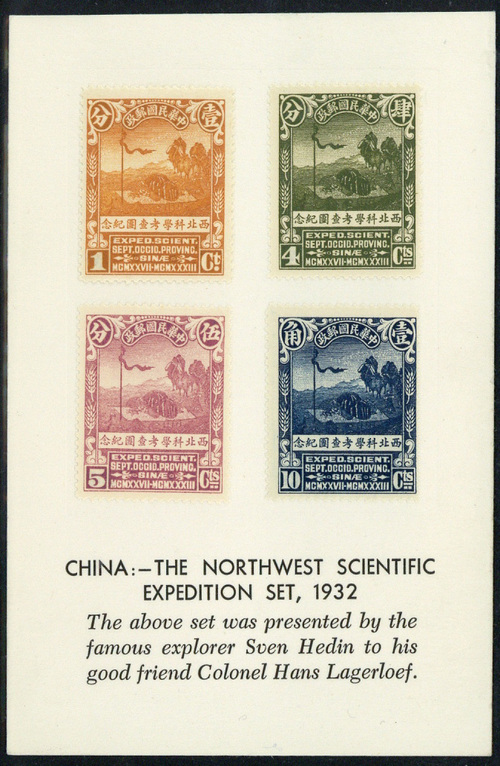 壹分
中華民國郵政
西北科學考查團紀念
EXPED.SCIENT.
SEPT.OCCID.PROVINC.
SINÆ
MCMXXVII-MCMXXXIII
1 Ct
肆分
中華民國郵政
西北科學考查團紀念
EXPED.SCIENT.
SEPT.OCCID.PROVINC.
SINÆ
MCMXXVII-MCMXXXIII
4 Cts
伍分
中華民國郵政
西北科學考查團紀念
EXPED.SCIENT.
SEPT.OCCID.PROVINC.
SINÆ
MCMXXVII-MCMXXXIII
5 Cts
壹角
中華民國郵政
西北科學考查團紀念
EXPED.SCIENT.
SEPT.OCCID.PROVINC.
SINÆ
MCMXXVII-MCMXXXIII
10 Cts
CHINA:—THE NORTHWEST SCIENTIFIC
EXPEDITION SET, 1932
The above set was presented by the
famous explorer Sven Hedin to his
good friend Colonel Hans Lagerloef.